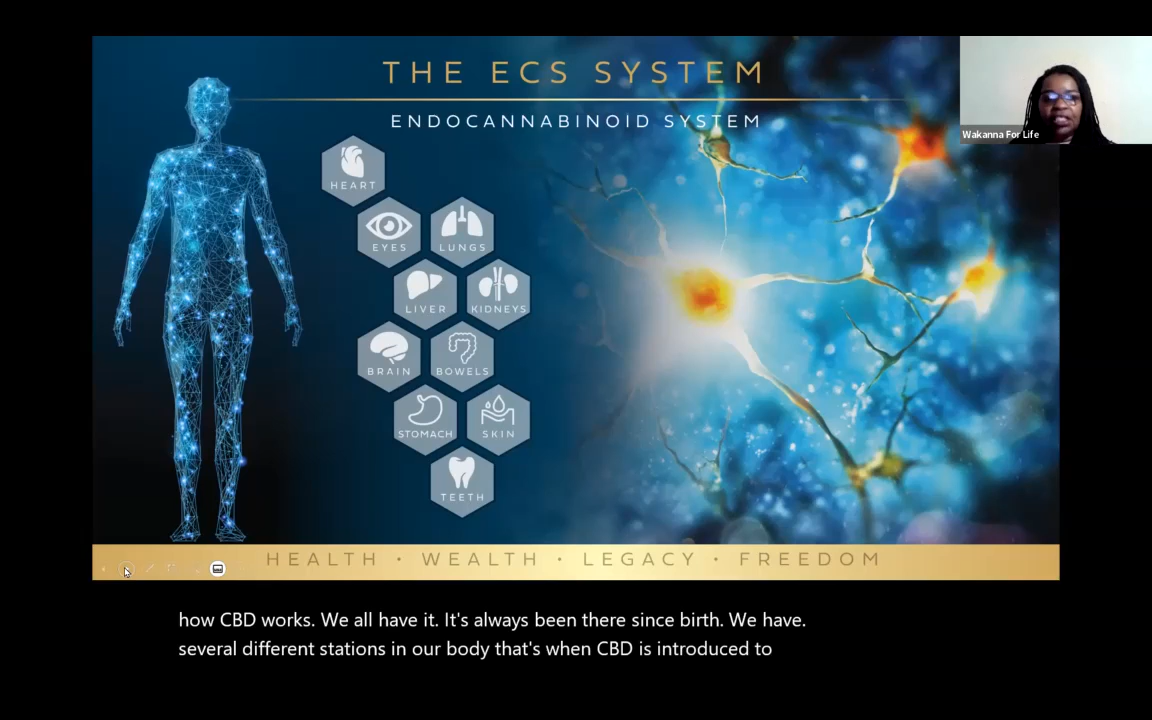 THE ECS SYSTEM
ENDOCANNABINOID SYSTEM
Wakanna For Life
HEART
EYES
LUNGS
LIVER
KIDNEYS
BRAIN
BOWELS
STOMACH
SKIN
TEETH
HEALTH · WEALTH · LEGACY · FREEDOM
how CBD works. We all have it. It's always been there since birth. We have.
several different stations in our body that's when CBD is introduced to